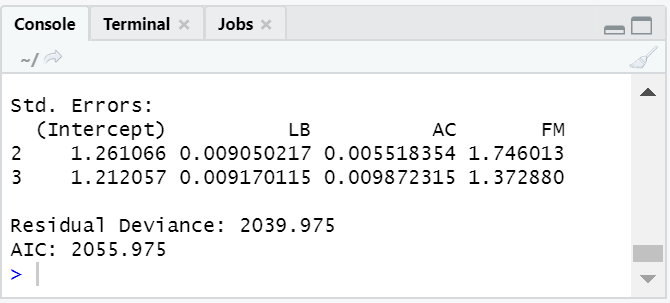 Console Terminal Jobs
~/
Std. Errors:
  (Intercept)          LB          AC       FM
2    1.261066 0.009050217 0.005518354 1.746013
3    1.212057 0.009170115 0.009872315 1.372880
Residual Deviance: 2039.975
AIC: 2055.975
>